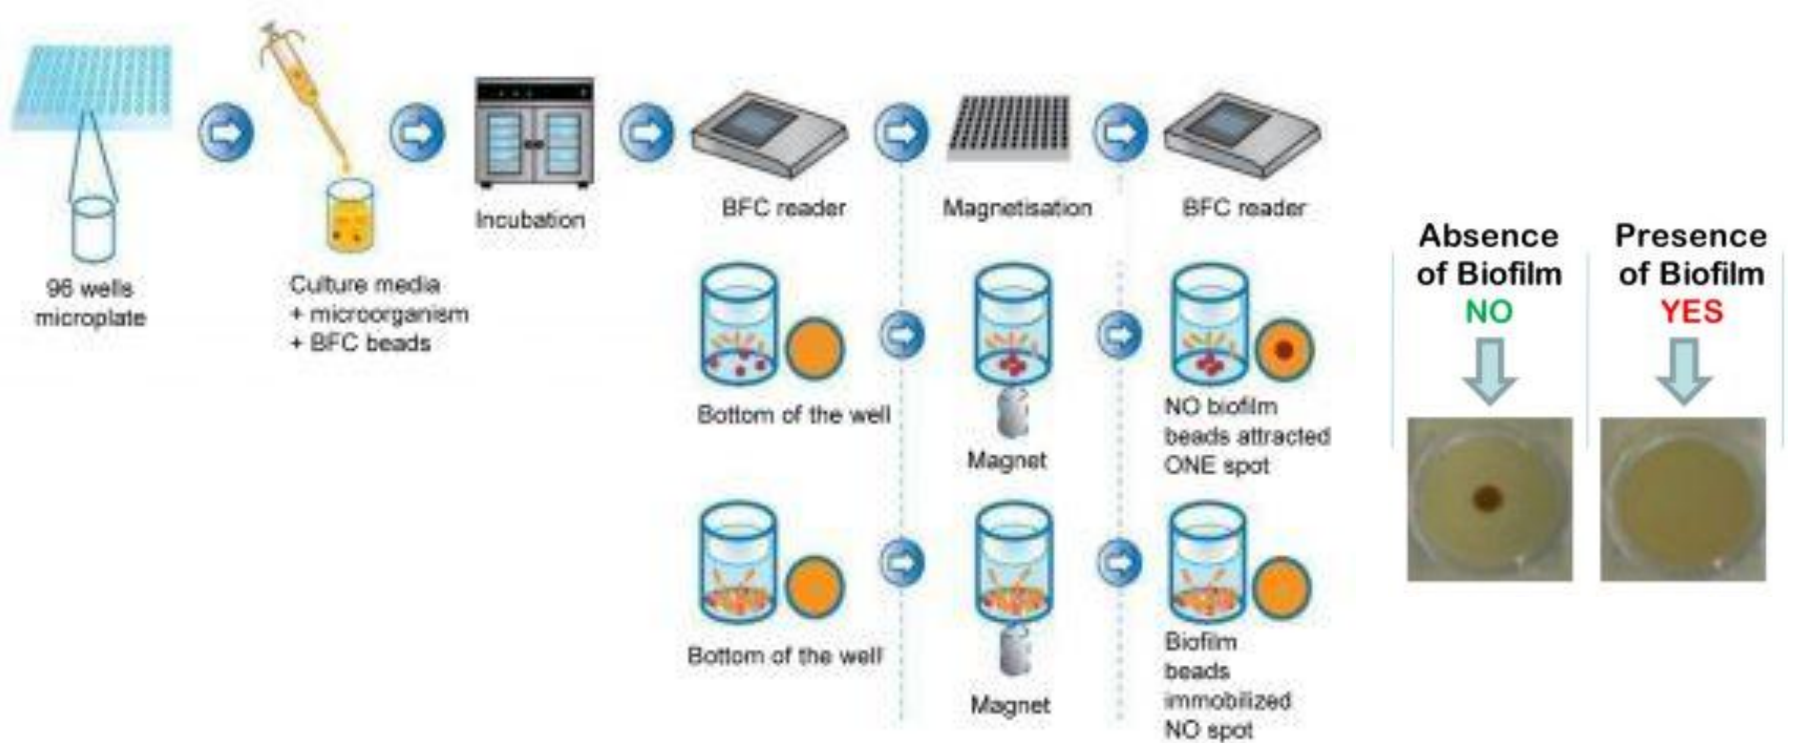 96 wells
microplate
Culture media
+ microorganism
+ BFC beads
Incubation
BFC reader
Magnetisation
BFC reader
Bottom of the well
Magnet
NO biofilm
beads attracted
ONE spot
Bottom of the well
Magnet
Biofilm
beads
immobilized
NO spot
Absence
of Biofilm
NO
Presence
of Biofilm
YES